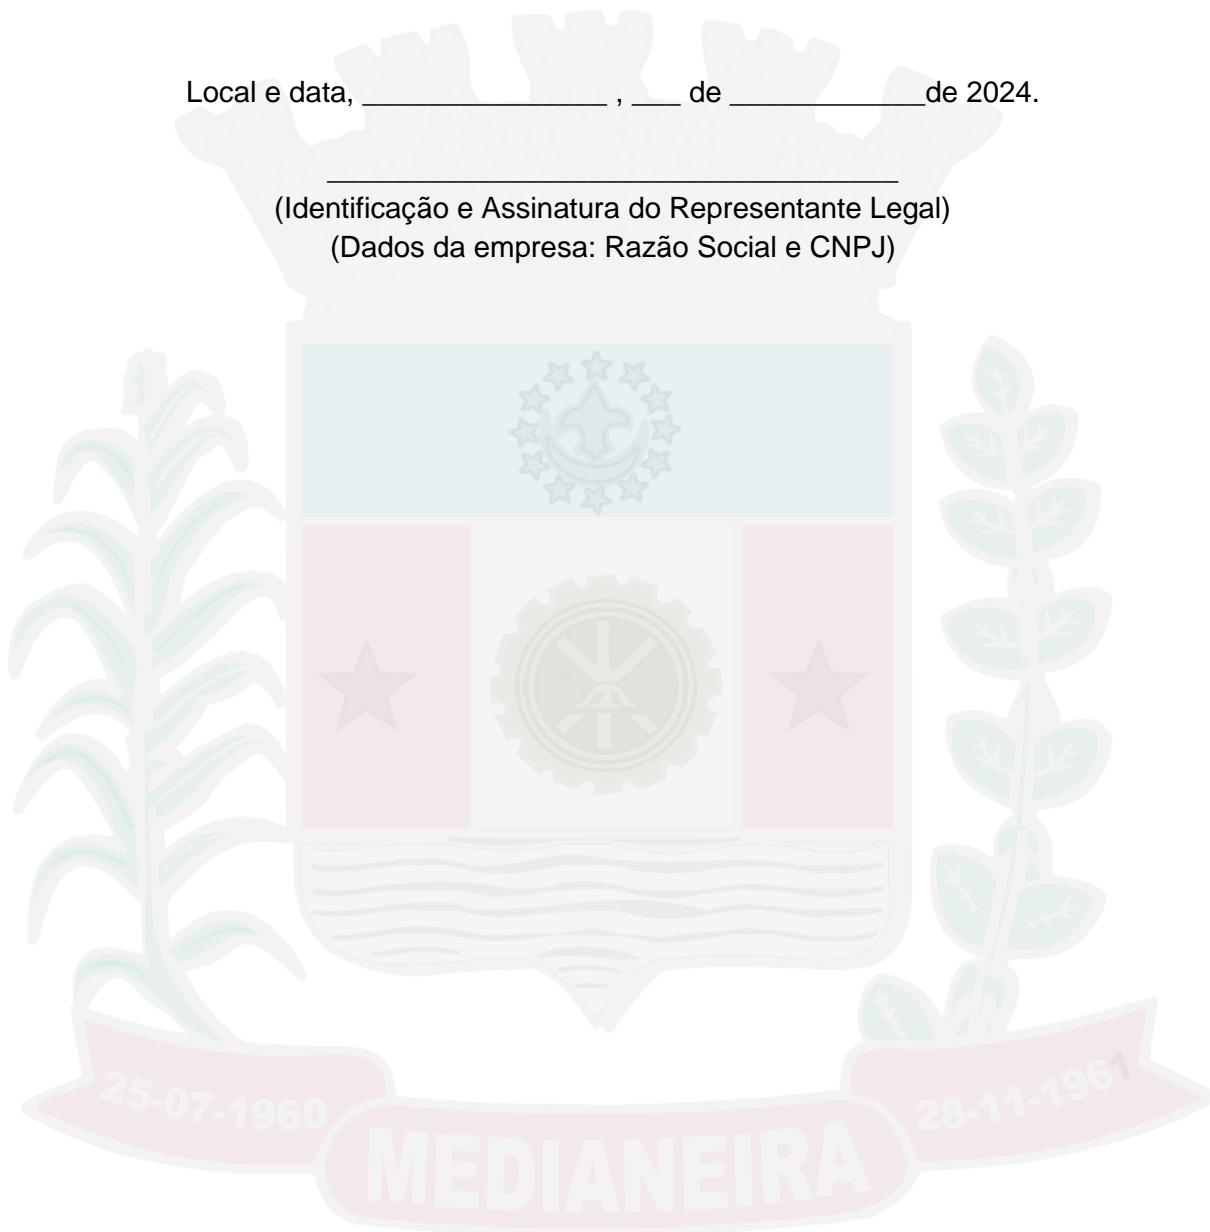 Local e data, _______________ , ___ de ____________de 2024.
___________________________________
(Identificação e Assinatura do Representante Legal)
(Dados da empresa: Razão Social e CNPJ)
25-07-1960
28-11-1961
MEDIANEIRA